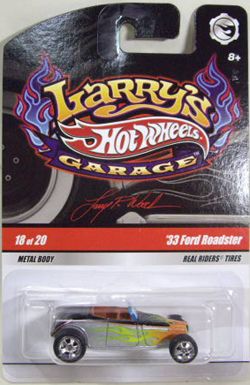 8+
LARRY'S
Hot Wheels
GARAGE
18 of 20
'33 Ford Roadster
METAL BODY
REAL RIDERS® TIRES